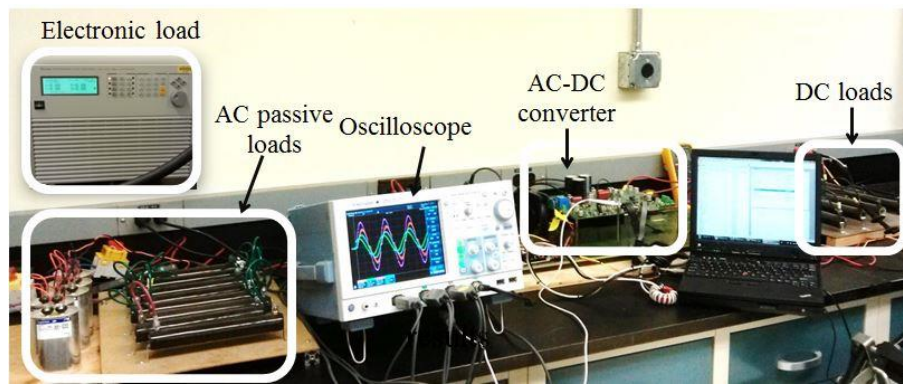 Electronic load
AC passive
loads
Oscilloscope
AC-DC
converter
DC loads